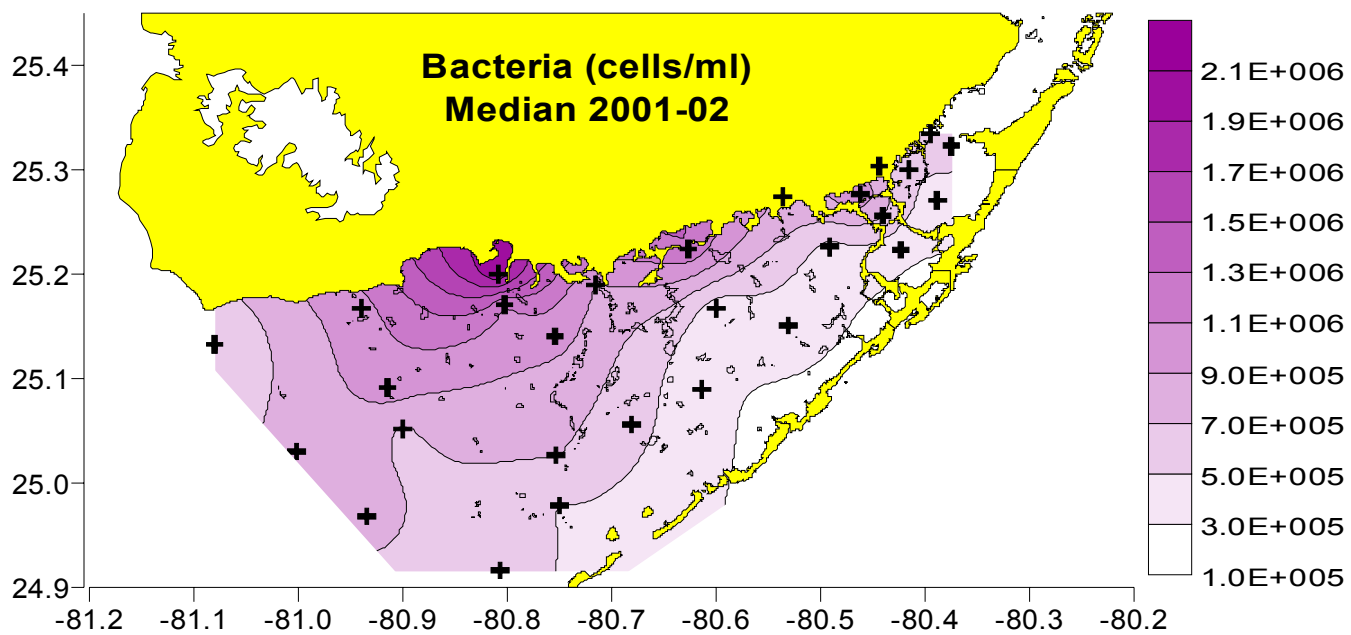 Bacteria (cells/ml)
Median 2001-02
25.4
25.3
25.2
25.1
25.0
24.9
-81.2 -81.1 -81.0 -80.9 -80.8 -80.7 -80.6 -80.5 -80.4 -80.3 -80.2
2.1E+006
1.9E+006
1.7E+006
1.5E+006
1.3E+006
1.1E+006
9.0E+005
7.0E+005
5.0E+005
3.0E+005
1.0E+005